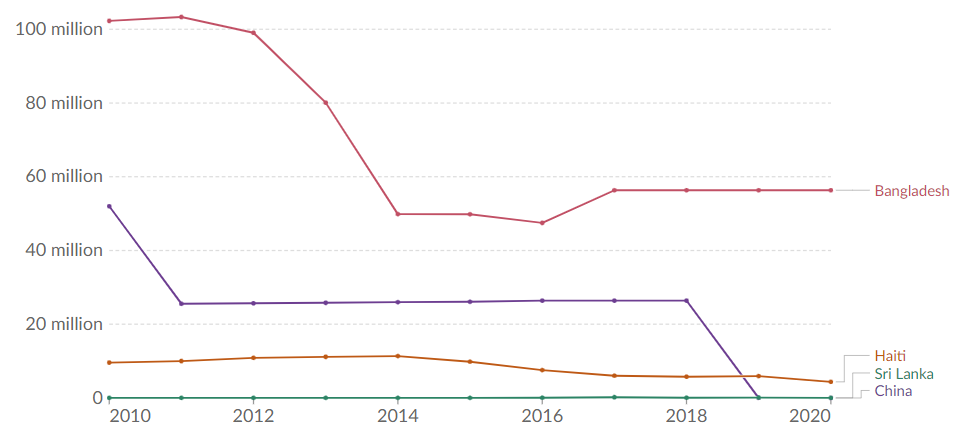 100 million
80 million
60 million
40 million
20 million
0
2010 2012 2014 2016 2018 2020
Bangladesh
Haiti
Sri Lanka
China